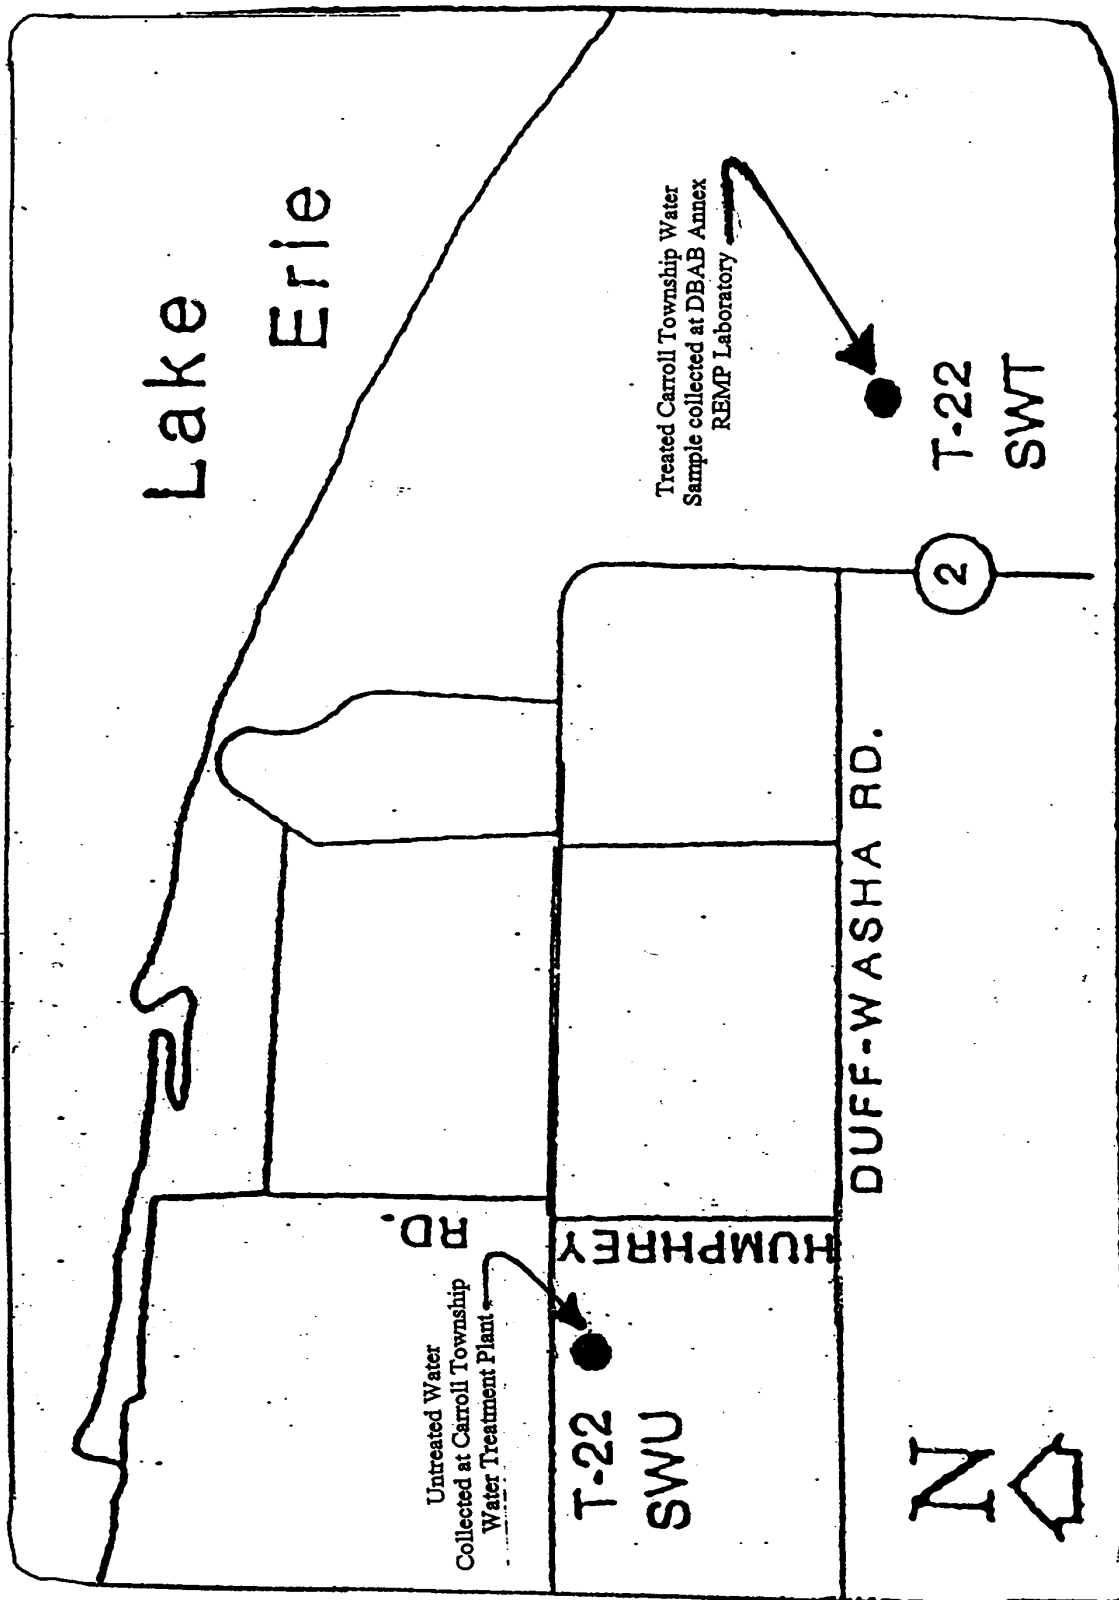 Lake
Erie
Untreated Water
Collected at Carroll Township
Water Treatment Plant
T-22
SWU
RD.
HUMPHREY
DUFF-WASHA RD.
Treated Carroll Township Water
Sample collected at DBAB Annex
REMP Laboratory
T-22
SWT
2
N